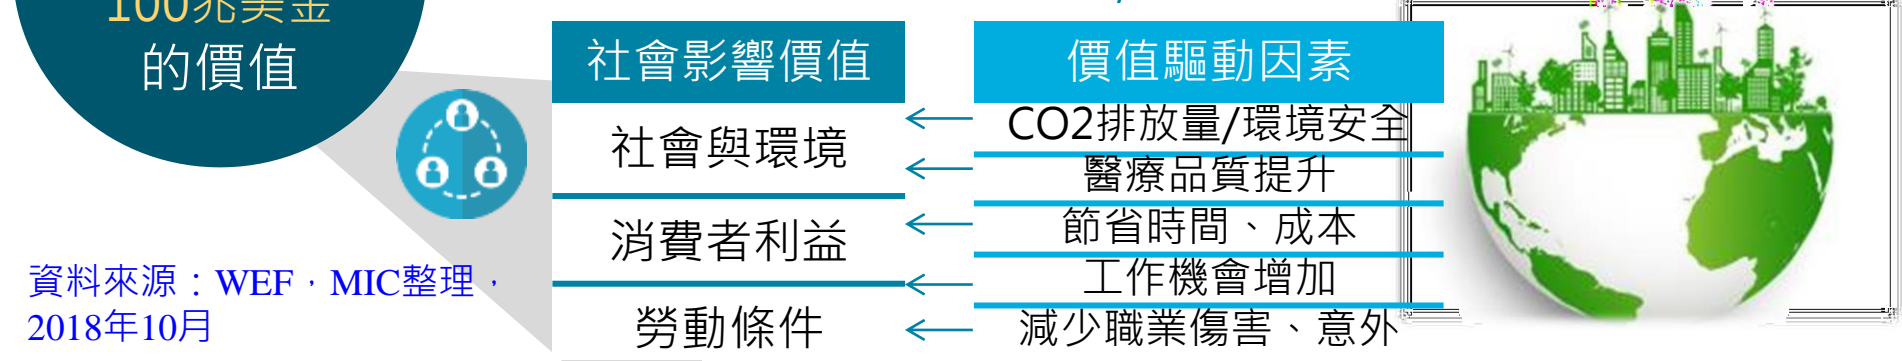 100兆美金
的價值
社會影響價值
價值驅動因素
社會與環境
CO2排放量/環境安全
醫療品質提升
消費者利益
節省時間、成本
工作機會增加
勞動條件
減少職業傷害、意外
資料來源：WEF，MIC整理，
2018年10月